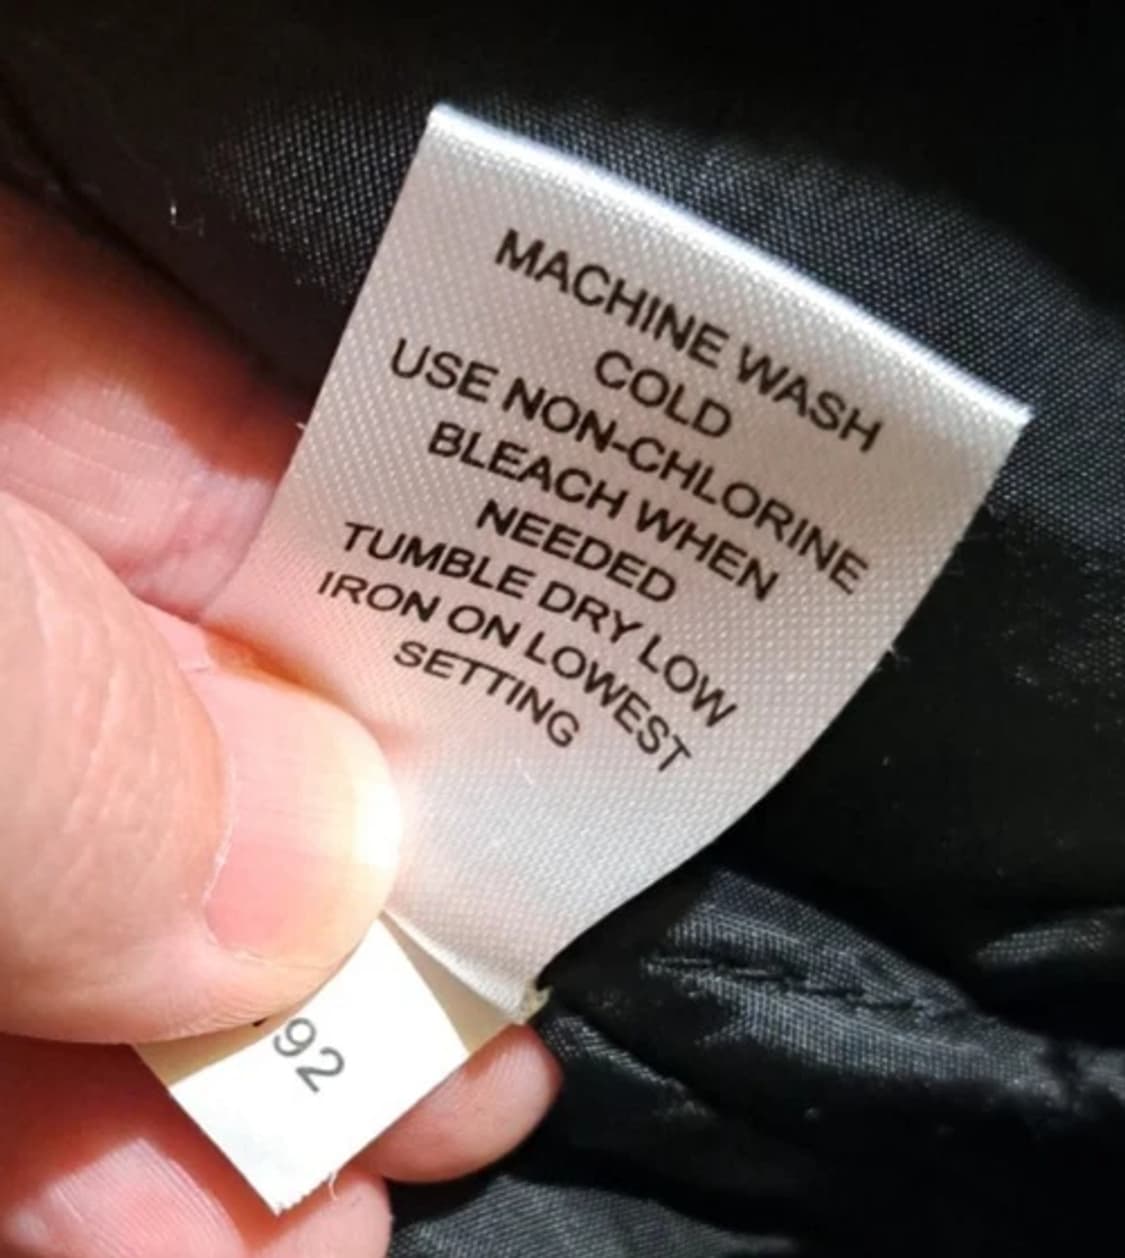 MACHINE WASH
COLD
USE NON-CHLORINE
BLEACH WHEN
NEEDED
TUMBLE DRY LOW
IRON ON LOWEST
SETTING
92